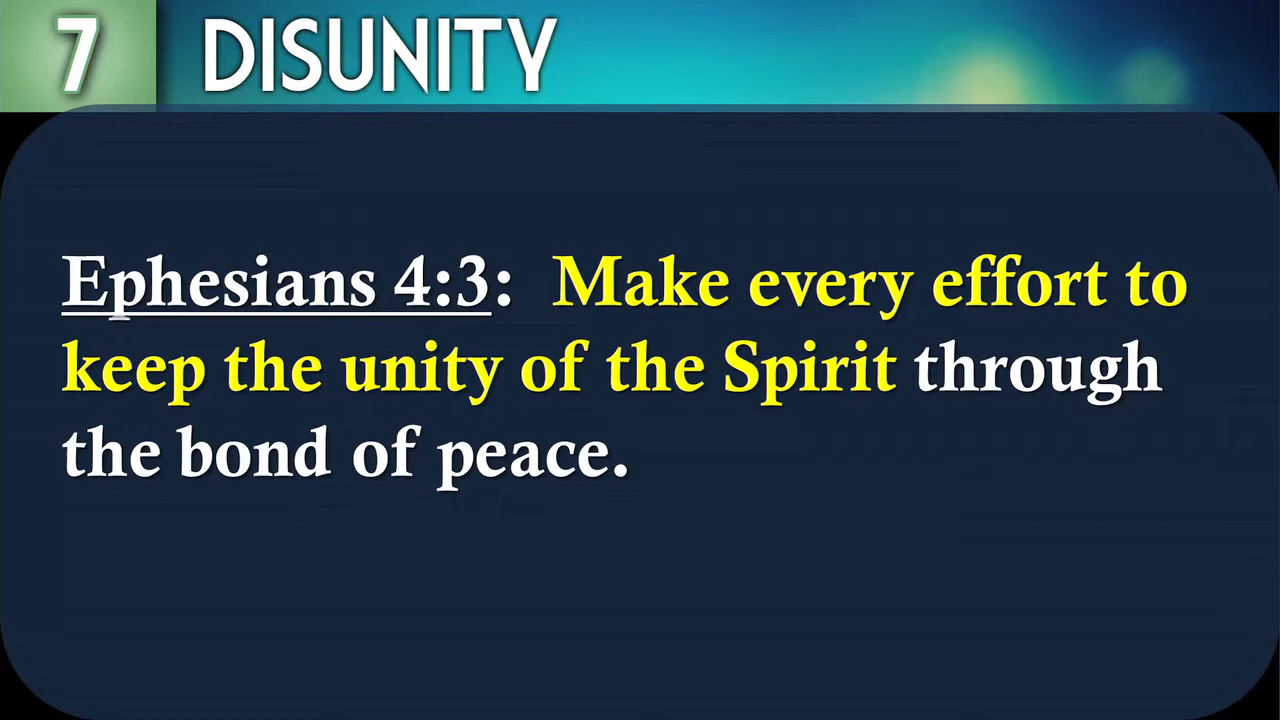 7 DISUNITY
Ephesians 4:3: Make every effort to
keep the unity of the Spirit through
the bond of peace.